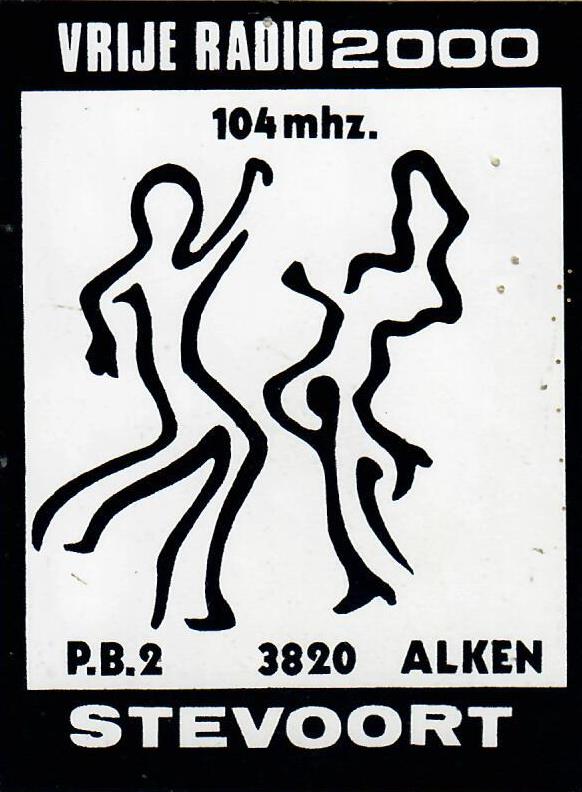 VRIJE RADIO 2000
104 mhz.
P.B.2 3820 ALKEN
STEVOORT